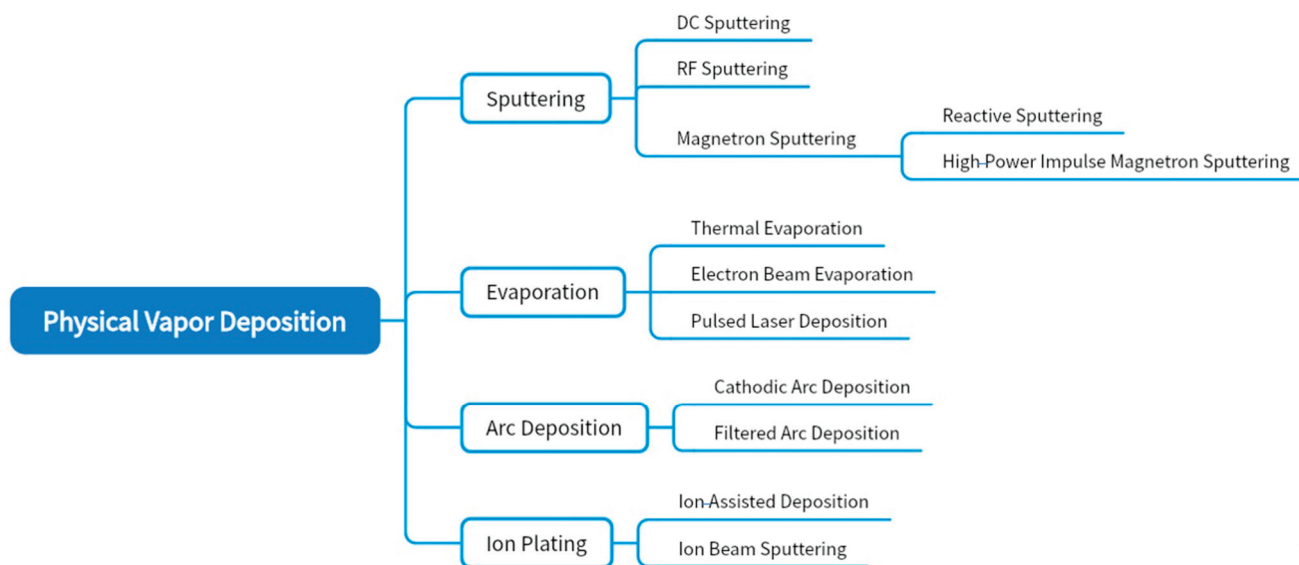 Physical Vapor Deposition
Sputtering
DC Sputtering
RF Sputtering
Magnetron Sputtering
Reactive Sputtering
High-Power Impulse Magnetron Sputtering
Evaporation
Thermal Evaporation
Electron Beam Evaporation
Pulsed Laser Deposition
Arc Deposition
Cathodic Arc Deposition
Filtered Arc Deposition
Ion Plating
Ion-Assisted Deposition
Ion Beam Sputtering